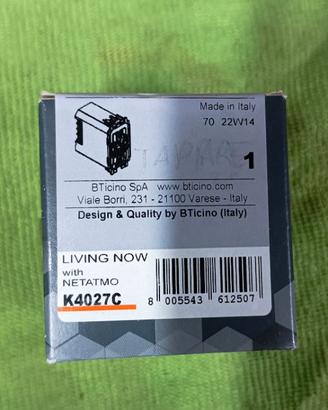 Made in Italy
70 22W14
1
BTicino SpA www.bticino.com
Viale Borri, 231 - 21100 Varese - Italy
Design & Quality by BTicino (Italy)
LIVING NOW
with
NETATMO
K4027C
8 005543 612507